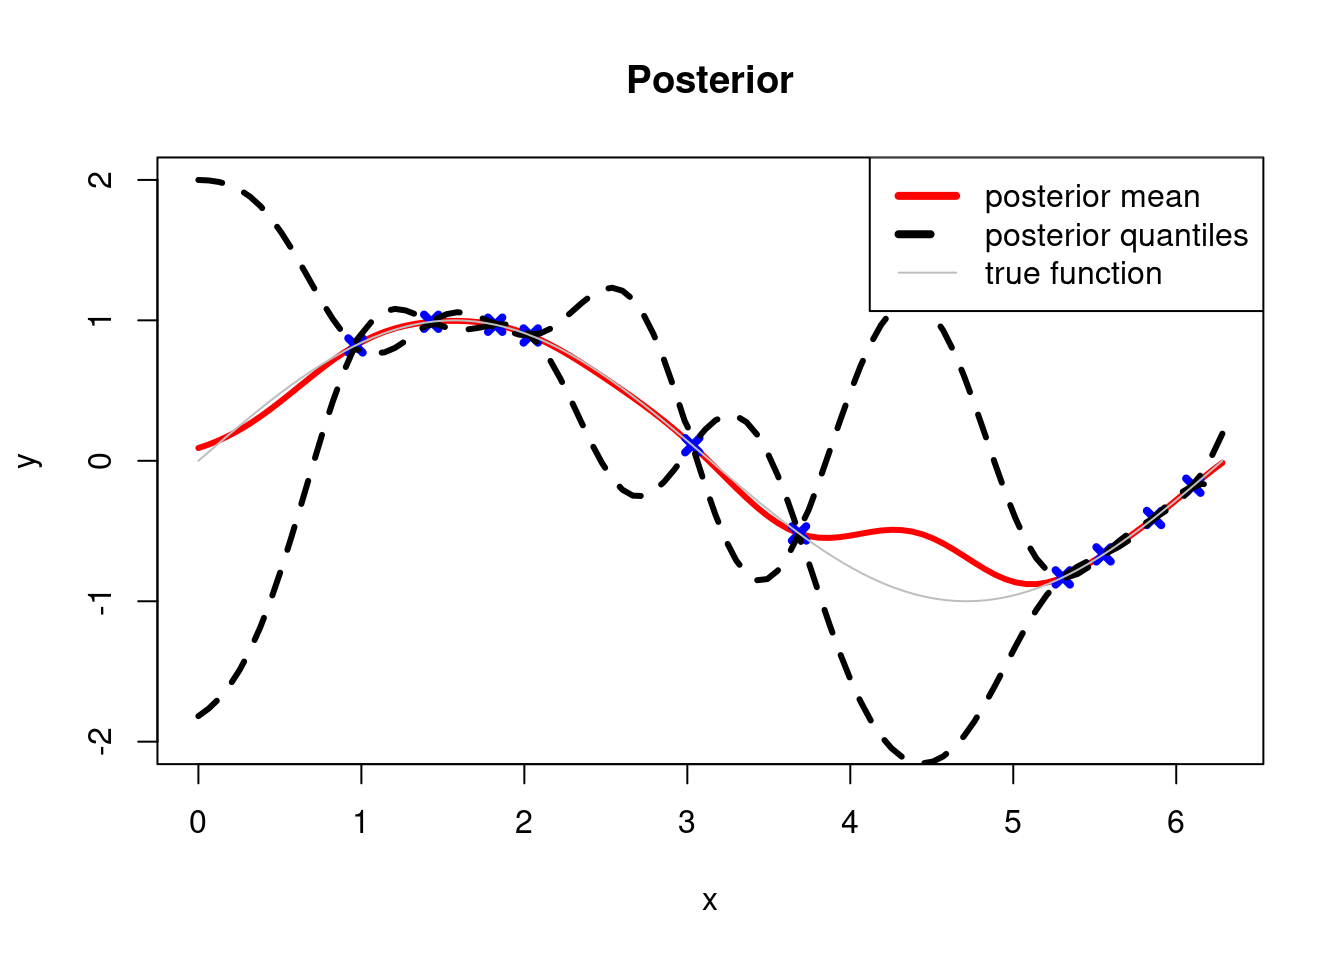 Posterior
posterior mean
posterior quantiles
true function
2
1
0
-1
-2
y
0 1 2 3 4 5 6
x